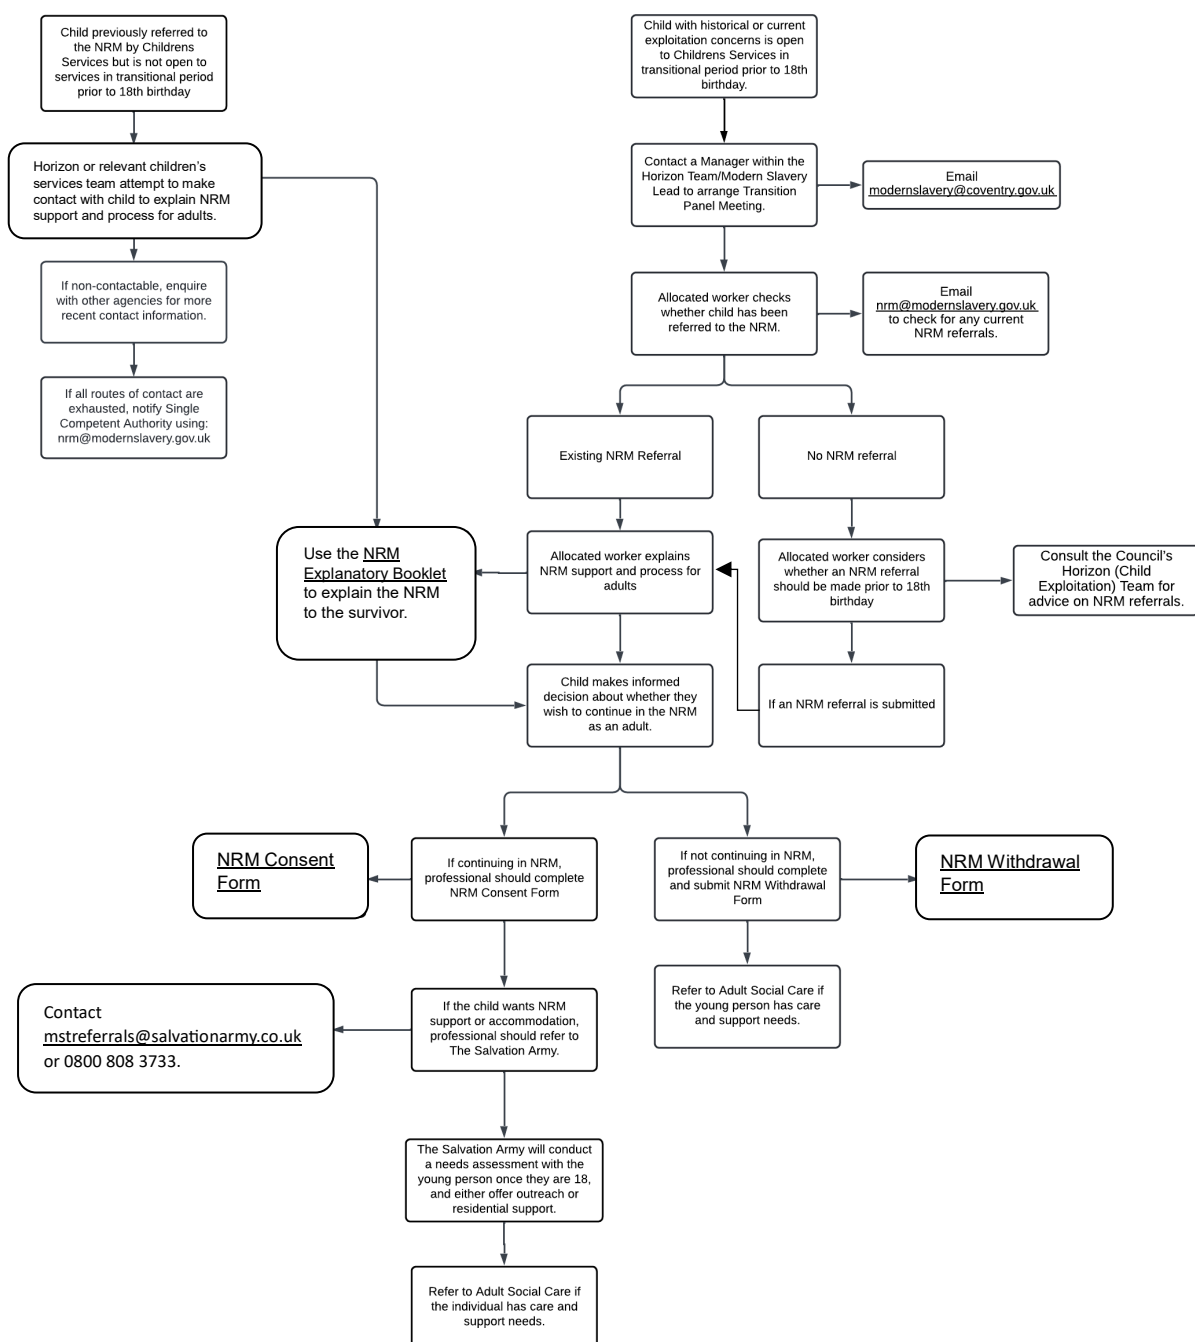 Child previously referred to
the NRM by Childrens
Services but is not open to
services in transitional period
prior to 18th birthday
Child with historical or current
exploitation concerns is open
to Childrens Services in
transitional period prior to 18th
birthday.
Horizon or relevant children's
services team attempt to make
contact with child to explain NRM
support and process for adults.
Contact a Manager within the
Horizon Team/Modern Slavery
Lead to arrange Transition
Panel Meeting.
Email
modernslavery@coventry.gov.uk
If non-contactable, enquire
with other agencies for more
recent contact information.
Allocated worker checks
whether child has been
referred to the NRM.
Email
nrm@modernslavery.gov.uk
to check for any current
NRM referrals.
If all routes of contact are
exhausted, notify Single
Competent Authority using:
nrm@modernslavery.gov.uk
Existing NRM Referral
No NRM referral
Use the NRM
Explanatory Booklet
to explain the NRM
to the survivor.
Allocated worker explains
NRM support and process for
adults
Allocated worker considers
whether an NRM referral
should be made prior to 18th
birthday
Consult the Council's
Horizon (Child
Exploitation) Team for
advice on NRM referrals.
Child makes informed
decision about whether they
wish to continue in the NRM
as an adult.
If an NRM referral is submitted
NRM Consent
Form
If continuing in NRM,
professional should complete
NRM Consent Form
If not continuing in NRM,
professional should complete
and submit NRM Withdrawal
Form
NRM Withdrawal
Form
Contact
mstreferrals@salvationarmy.co.uk
or 0800 808 3733.
If the child wants NRM
support or accommodation,
professional should refer to
The Salvation Army.
Refer to Adult Social Care if
the young person has care
and support needs.
The Salvation Army will conduct
a needs assessment with the
young person once they are 18,
and either offer outreach or
residential support.
Refer to Adult Social Care if
the individual has care and
support needs.